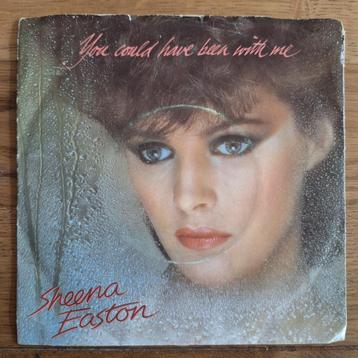 You could have been with me
Sheena
Easton